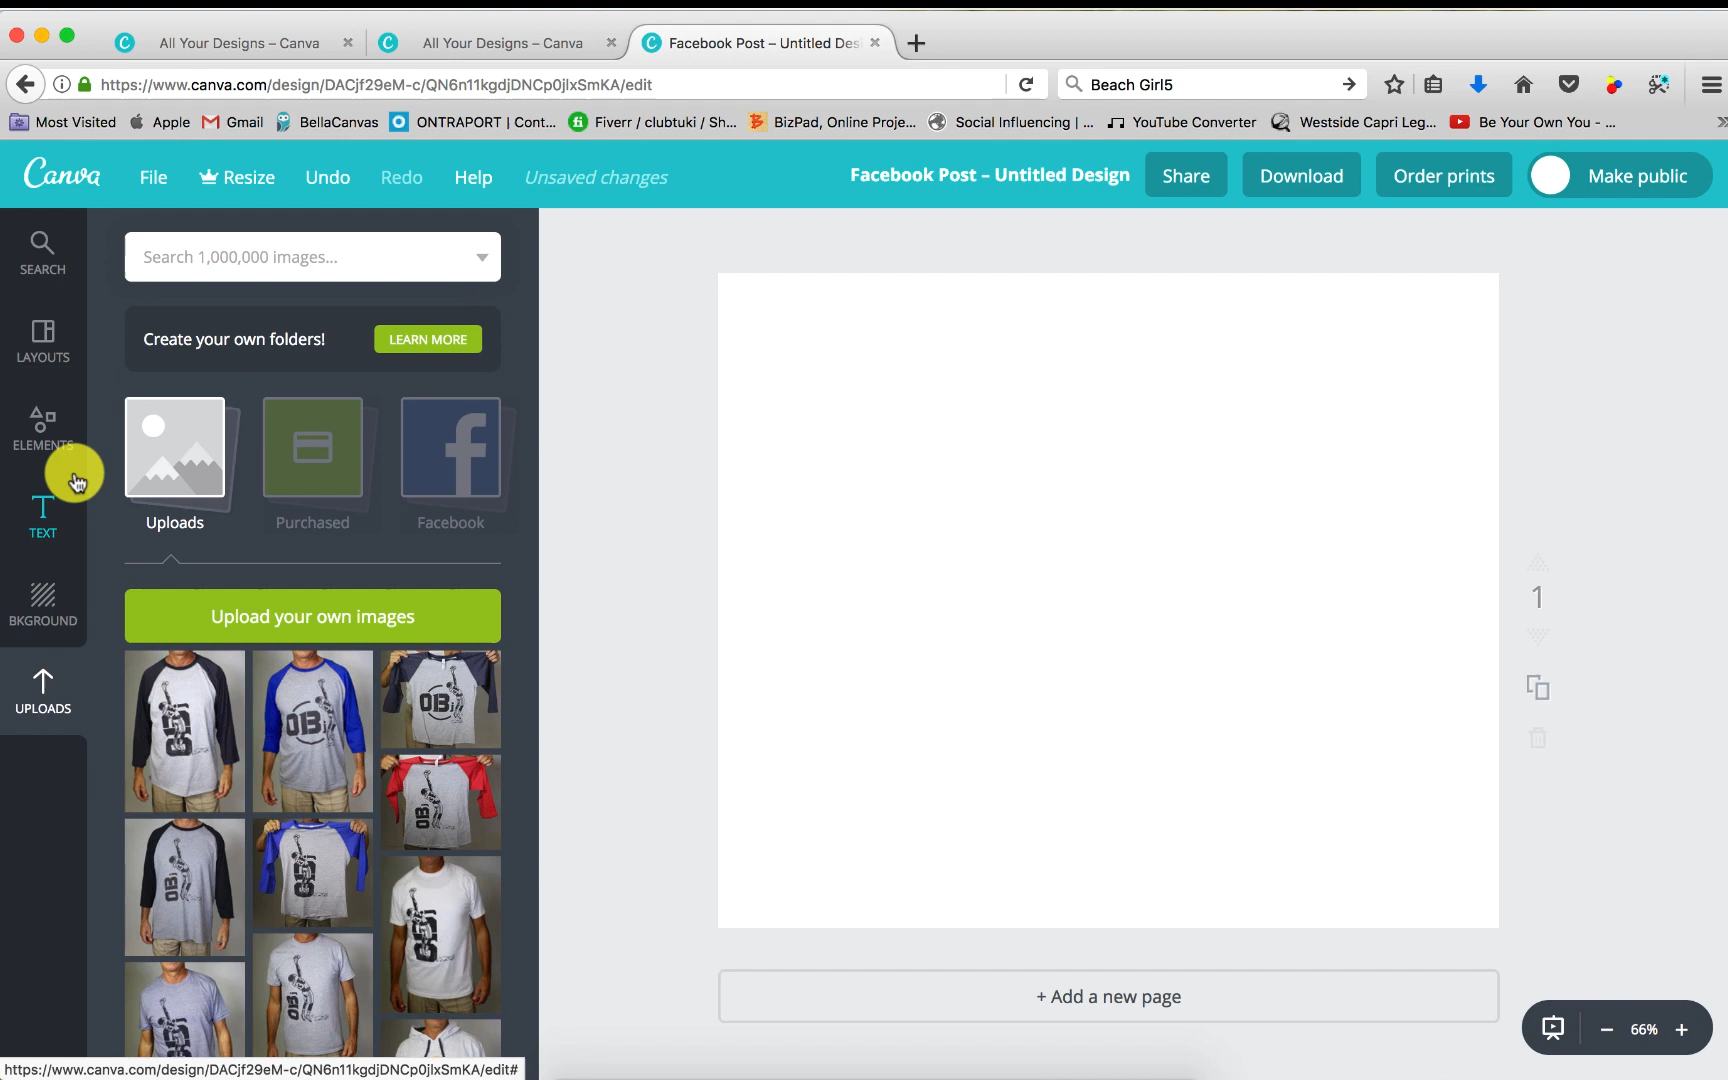 All Your Designs – Canva
All Your Designs – Canva
Facebook Post – Untitled Des
https://www.canva.com/design/DACjf29eM-c/QN6n11kgdjDNCp0jlxSmKA/edit
Beach Girl5
Most Visited
Apple
Gmail
BellaCanvas
ONTRAPORT | Cont...
Fiverr / clubtuki / Sh...
BizPad, Online Proje...
Social Influencing | ...
YouTube Converter
Westside Capri Leg...
Be Your Own You - ...
Canva
File
Resize
Undo
Redo
Help
Unsaved changes
Facebook Post – Untitled Design
Share
Download
Order prints
Make public
SEARCH
LAYOUTS
ELEMENTS
TEXT
BKGROUND
UPLOADS
Search 1,000,000 images...
Create your own folders!
LEARN MORE
Uploads
Purchased
Facebook
Upload your own images
1
+ Add a new page
66%
https://www.canva.com/design/DACjf29eM-c/QN6n11kgdjDNCp0jlxSmKA/edit#